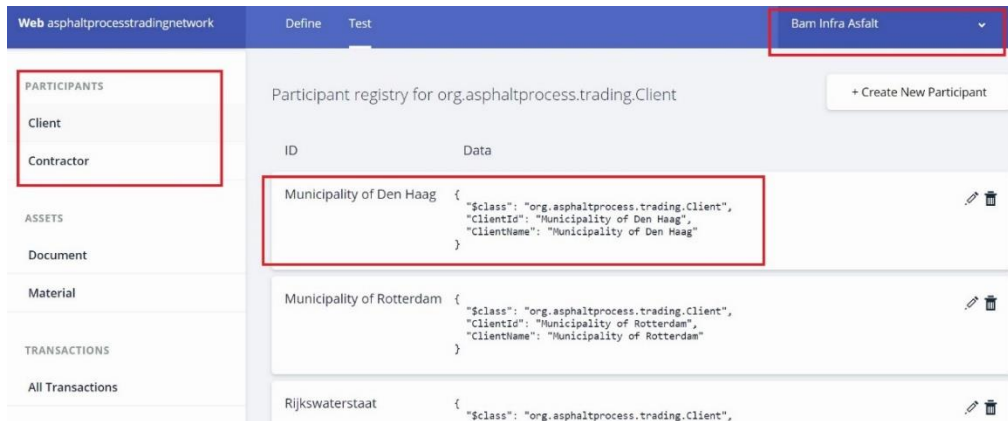 Web asphaltprocesstradingnetwork
Define
Test
Bam Infra Asfalt
PARTICIPANTS
Client
Contractor
ASSETS
Document
Material
TRANSACTIONS
All Transactions
Participant registry for org.asphaltprocess.trading.Client
+ Create New Participant
ID
Data
Municipality of Den Haag
{
"$class": "org.asphaltprocess.trading.Client",
"ClientId": "Municipality of Den Haag",
"ClientName": "Municipality of Den Haag"
}
Municipality of Rotterdam
{
"$class": "org.asphaltprocess.trading.Client",
"ClientId": "Municipality of Rotterdam",
"ClientName": "Municipality of Rotterdam"
}
Rijkswaterstaat
{
"$class": "org.asphaltprocess.trading.Client",